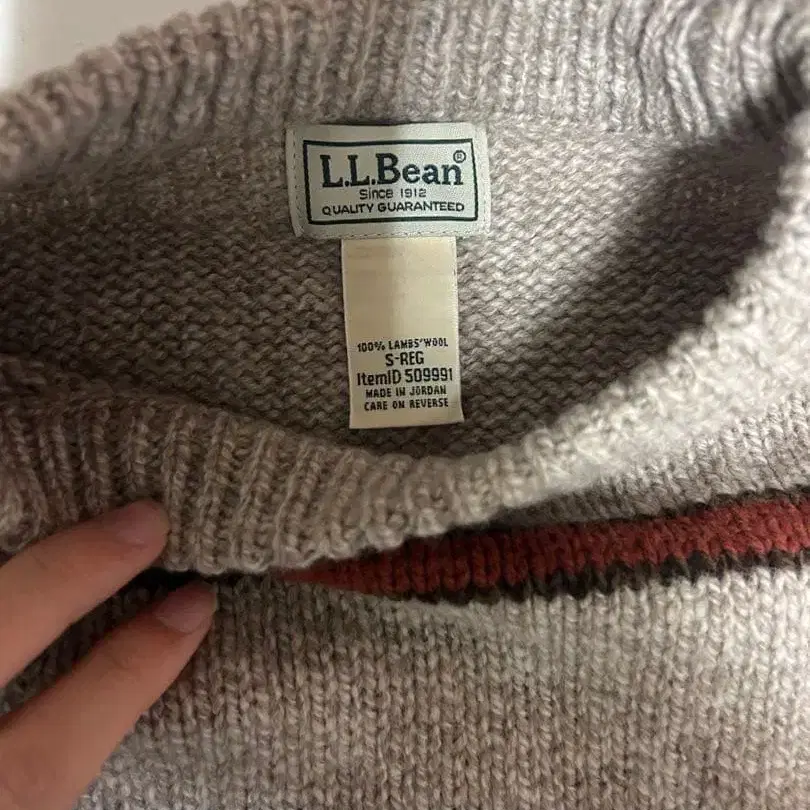 L.L.Bean®
Since 1912
QUALITY GUARANTEED
100% LAMBS' WOOL
S-REG
ItemID 509991
MADE IN JORDAN
CARE ON REVERSE